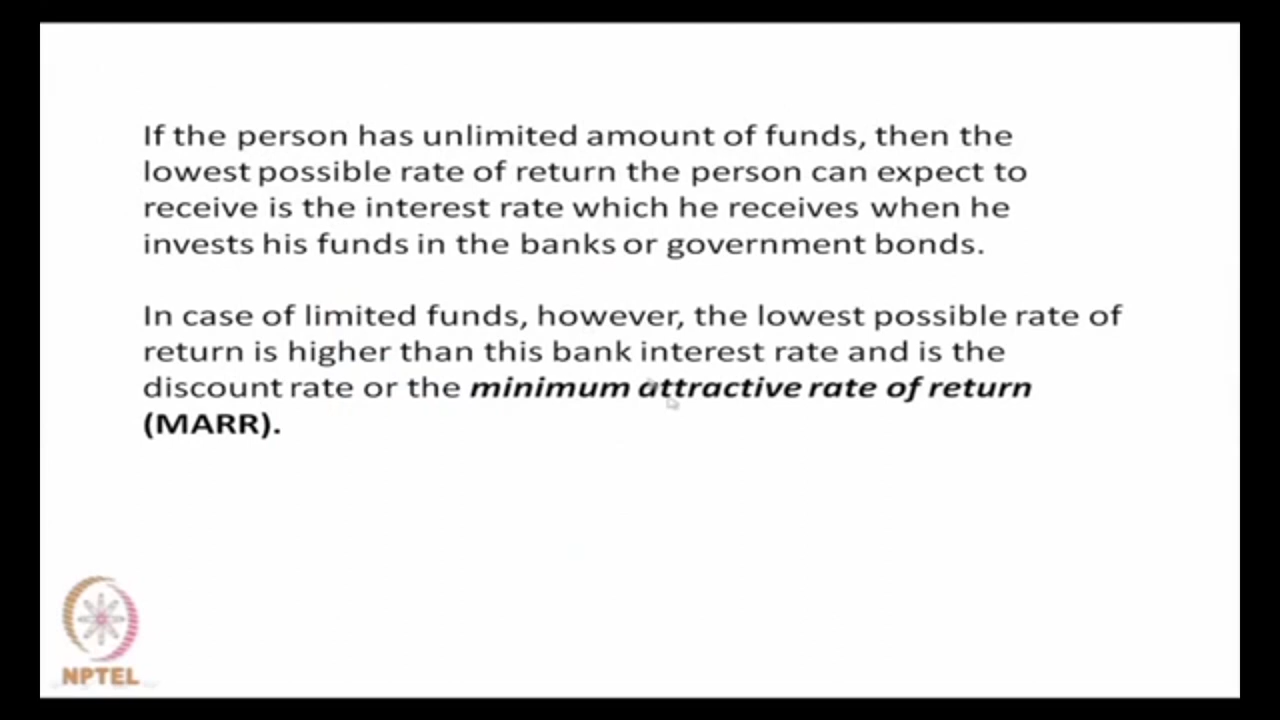 If the person has unlimited amount of funds, then the
lowest possible rate of return the person can expect to
receive is the interest rate which he receives when he
invests his funds in the banks or government bonds.
In case of limited funds, however, the lowest possible rate of
return is higher than this bank interest rate and is the
discount rate or the minimum attractive rate of return
(MARR).
NPTEL